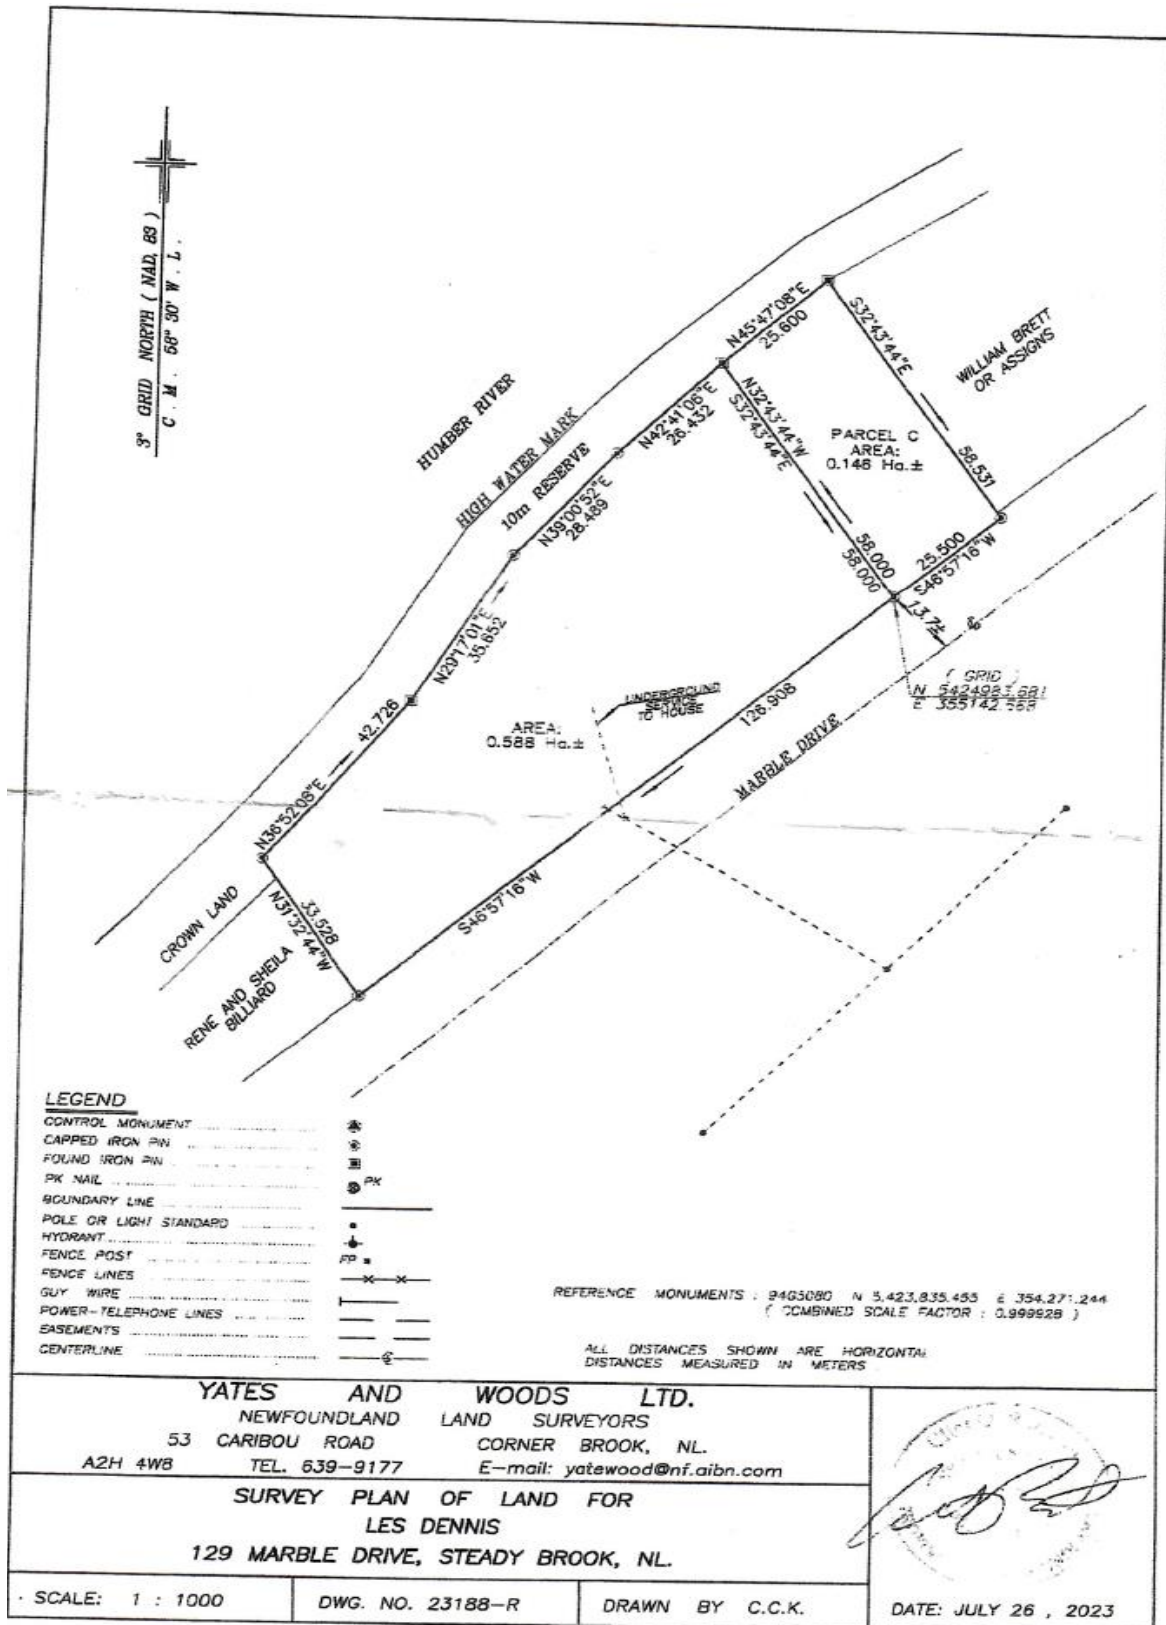 3° GRID NORTH ( NAD, 83 )
C . M . 58° 30' W . L .
HUMBER RIVER
HIGH WATER MARK
10m RESERVE
N45°47'08"E
25.600
S32°43'44"E
58.531
WILLIAM BRETT
OR ASSIGNS
N42°41'06"E
26.432
N32°43'44"W
S32°43'44"E
58.000
58.000
PARCEL C
AREA:
0.148 Ha.±
N39°00'52"E
28.489
25.500
S46°57'16"W
13.7±
( GRID )
N 5424983.681
E 355142.568
N29°17'01"E
35.652
UNDERGROUND
SERVICE
TO HOUSE
AREA:
0.588 Ha.±
126.908
MARBLE DRIVE
N36°52'08"E
42.726
S46°57'16"W
CROWN LAND
33.528
N31°32'44"W
RENE AND SHEILA
BILLIARD
LEGEND
CONTROL MONUMENT
CAPPED IRON PIN
FOUND IRON PIN
PK NAIL PK
BOUNDARY LINE
POLE OR LIGHT STANDARD
HYDRANT
FENCE POST FP
FENCE LINES
GUY WIRE
POWER-TELEPHONE LINES
EASEMENTS
CENTERLINE
REFERENCE MONUMENTS : 94G5080 N 5,423,835.455 E 354,271.244
( COMBINED SCALE FACTOR : 0.999928 )
ALL DISTANCES SHOWN ARE HORIZONTAL
DISTANCES MEASURED IN METERS
YATES AND WOODS LTD.
NEWFOUNDLAND LAND SURVEYORS
53 CARIBOU ROAD CORNER BROOK, NL.
A2H 4W8 TEL. 639-9177 E-mail: yatewood@nf.aibn.com
SURVEY PLAN OF LAND FOR
LES DENNIS
129 MARBLE DRIVE, STEADY BROOK, NL.
SCALE: 1 : 1000
DWG. NO. 23188-R
DRAWN BY C.C.K.
DATE: JULY 26 , 2023